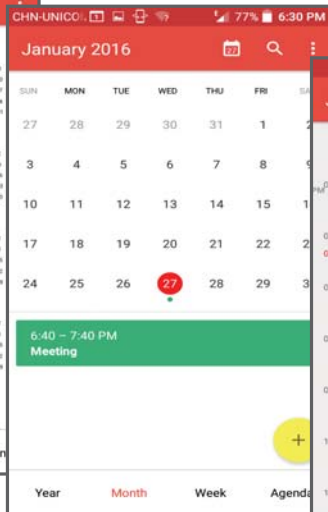 CHN-UNICO 77% 6:30 PM
January 2016 27
SUN MON TUE WED THU FRI
27 28 29 30 31 1 2
3 4 5 6 7 8 9
10 11 12 13 14 15
17 18 19 20 21 22
24 25 26 27 28 29
6:40 – 7:40 PM
Meeting
+
Year Month Week Agenda